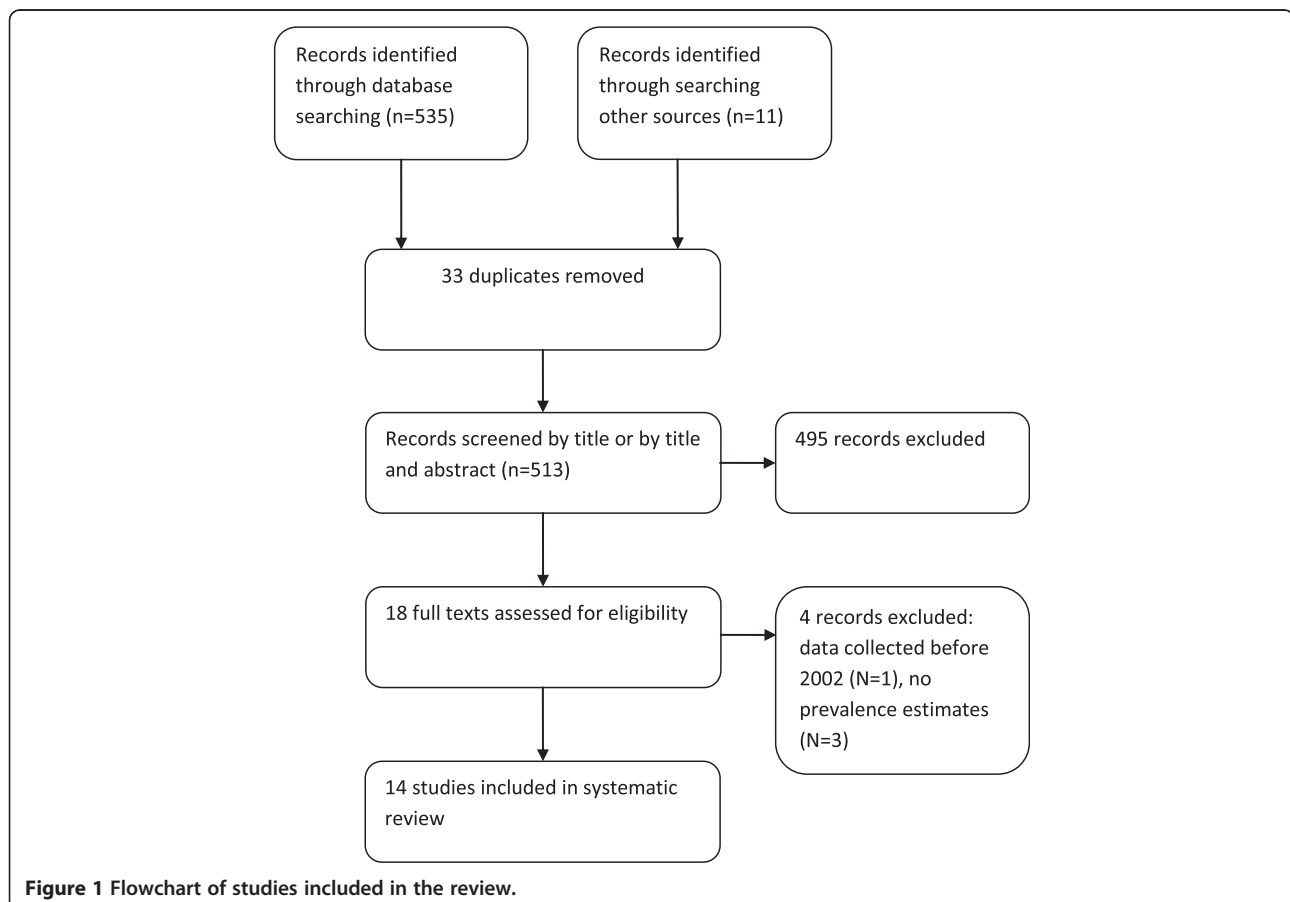 Records identified
through database
searching (n=535)
Records identified
through searching
other sources (n=11)
33 duplicates removed
Records screened by title or by title
and abstract (n=513)
495 records excluded
18 full texts assessed for eligibility
4 records excluded:
data collected before
2002 (N=1), no
prevalence estimates
(N=3)
14 studies included in systematic
review
Figure 1 Flowchart of studies included in the review.